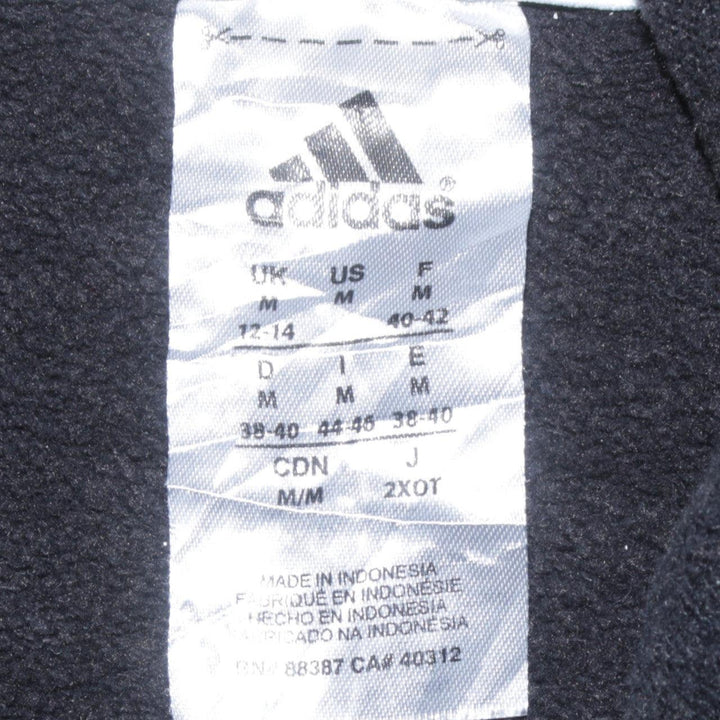 adidas®
UK US F
M M M
12-14 40-42
D I E
M M M
38-40 44-46 38-40
CDN J
M/M 2XOT
MADE IN INDONESIA
FABRIQUÉ EN INDONÉSIE
HECHO EN INDONESIA
FABRICADO NA INDONESIA
RN# 88387 CA# 40312